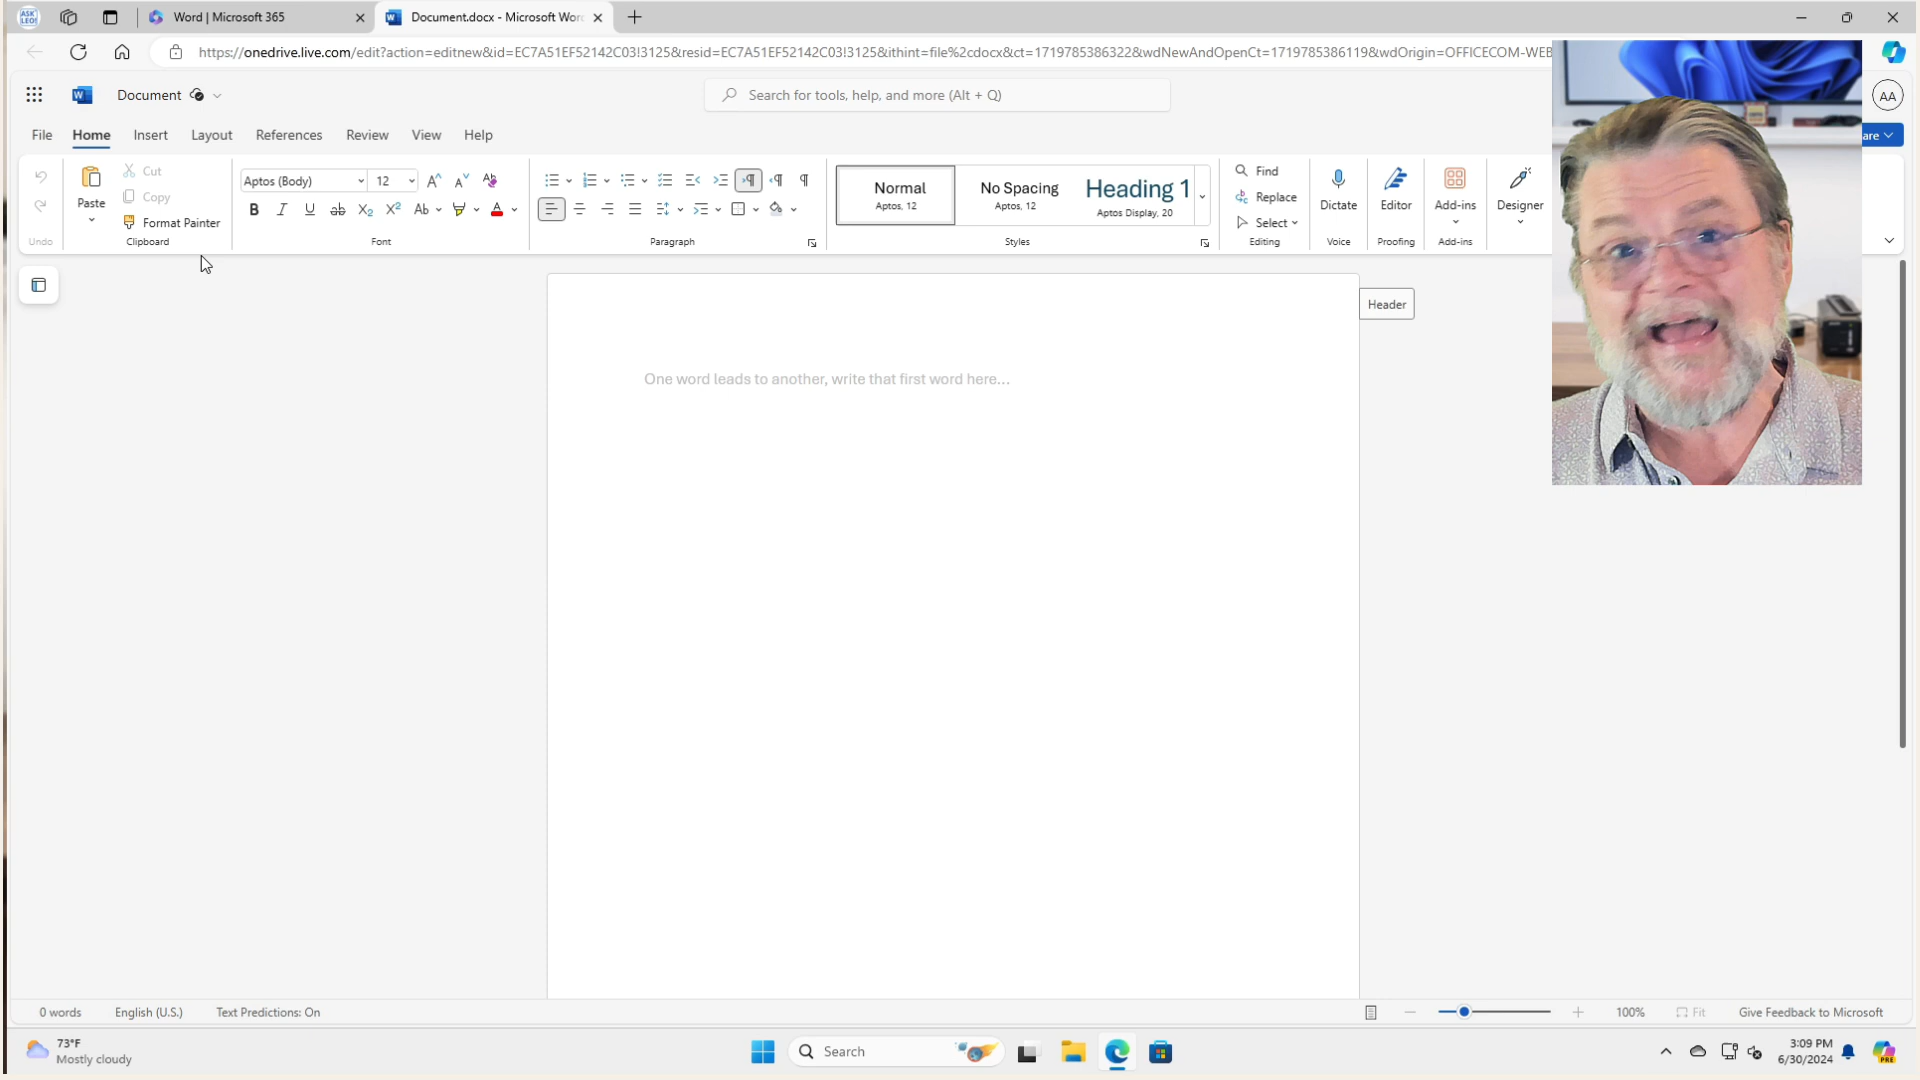 ASK LEO!
Word | Microsoft 365
Document.docx - Microsoft Wor
https://onedrive.live.com/edit?action=editnew&id=EC7A51EF52142C03!3125&resid=EC7A51EF52142C03!3125&ithint=file%2cdocx&ct=1719785386322&wdNewAndOpenCt=1719785386119&wdOrigin=OFFICECOM-WEB
Document
Search for tools, help, and more (Alt + Q)
AA
File Home Insert Layout References Review View Help
are
Undo
Paste
Cut
Copy
Format Painter
Clipboard
Aptos (Body) 12
Font
Paragraph
Normal
Aptos, 12
No Spacing
Aptos, 12
Heading 1
Aptos Display, 20
Styles
Find
Replace
Select
Editing
Dictate
Voice
Editor
Proofing
Add-ins
Add-ins
Designer
Header
One word leads to another, write that first word here...
0 words English (U.S.) Text Predictions: On
100% Fit Give Feedback to Microsoft
73°F
Mostly cloudy
Search
3:09 PM
6/30/2024
PRE